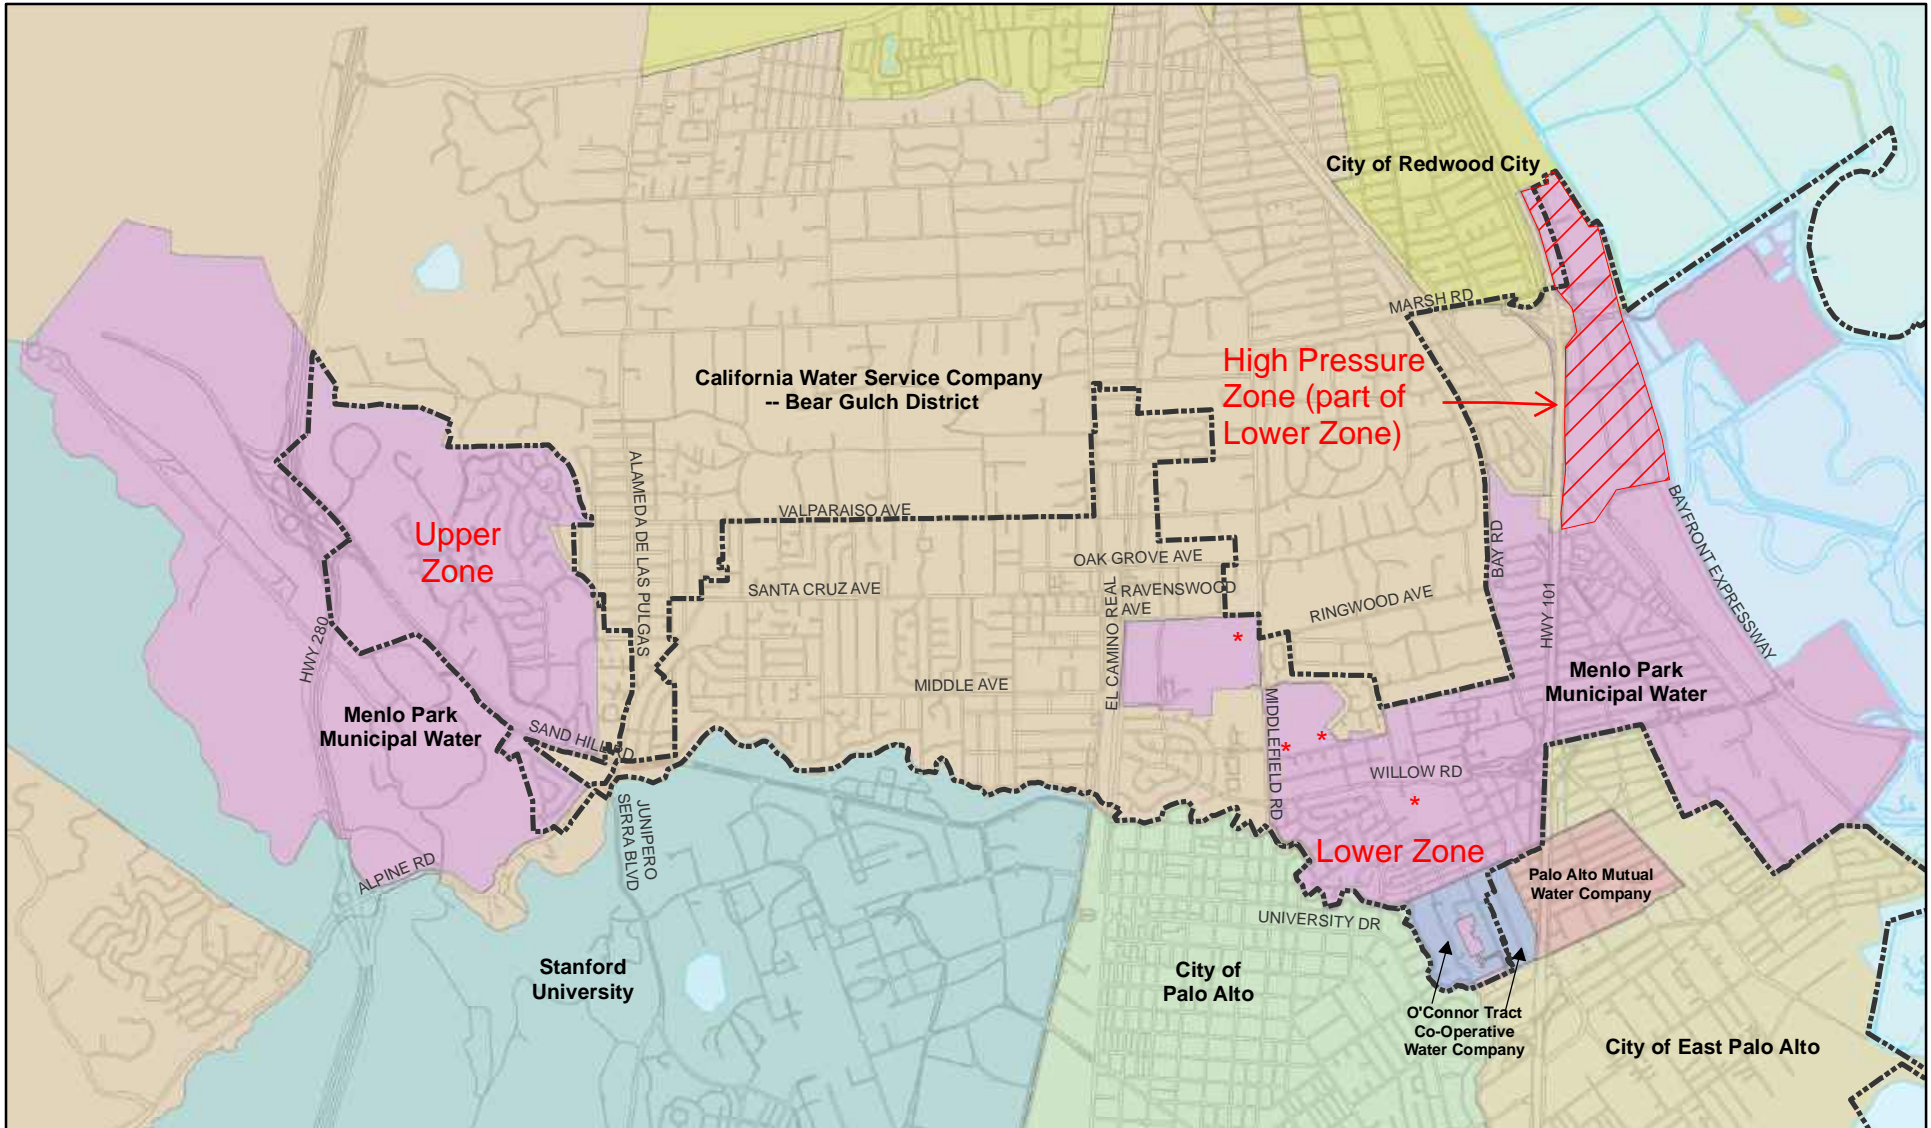 City of Redwood City
MARSH RD
High Pressure
Zone (part of
Lower Zone)
California Water Service Company
-- Bear Gulch District
ALAMEDA DE LAS PULGAS
VALPARAISO AVE
Upper
Zone
BAY RD
BAYFRONT EXPRESSWAY
OAK GROVE AVE
SANTA CRUZ AVE
EL CAMINO REAL
RAVENSWOOD
AVE
RINGWOOD AVE
HWY 101
HWY 280
*
MIDDLE AVE
Menlo Park
Municipal Water
Menlo Park
Municipal Water
SAND HILL RD
MIDDLEFIELD RD
*
*
WILLOW RD
*
JUNIPERO
SERRA BLVD
Lower Zone
ALPINE RD
Palo Alto Mutual
Water Company
UNIVERSITY DR
Stanford
University
City of
Palo Alto
O'Connor Tract
Co-Operative
Water Company
City of East Palo Alto